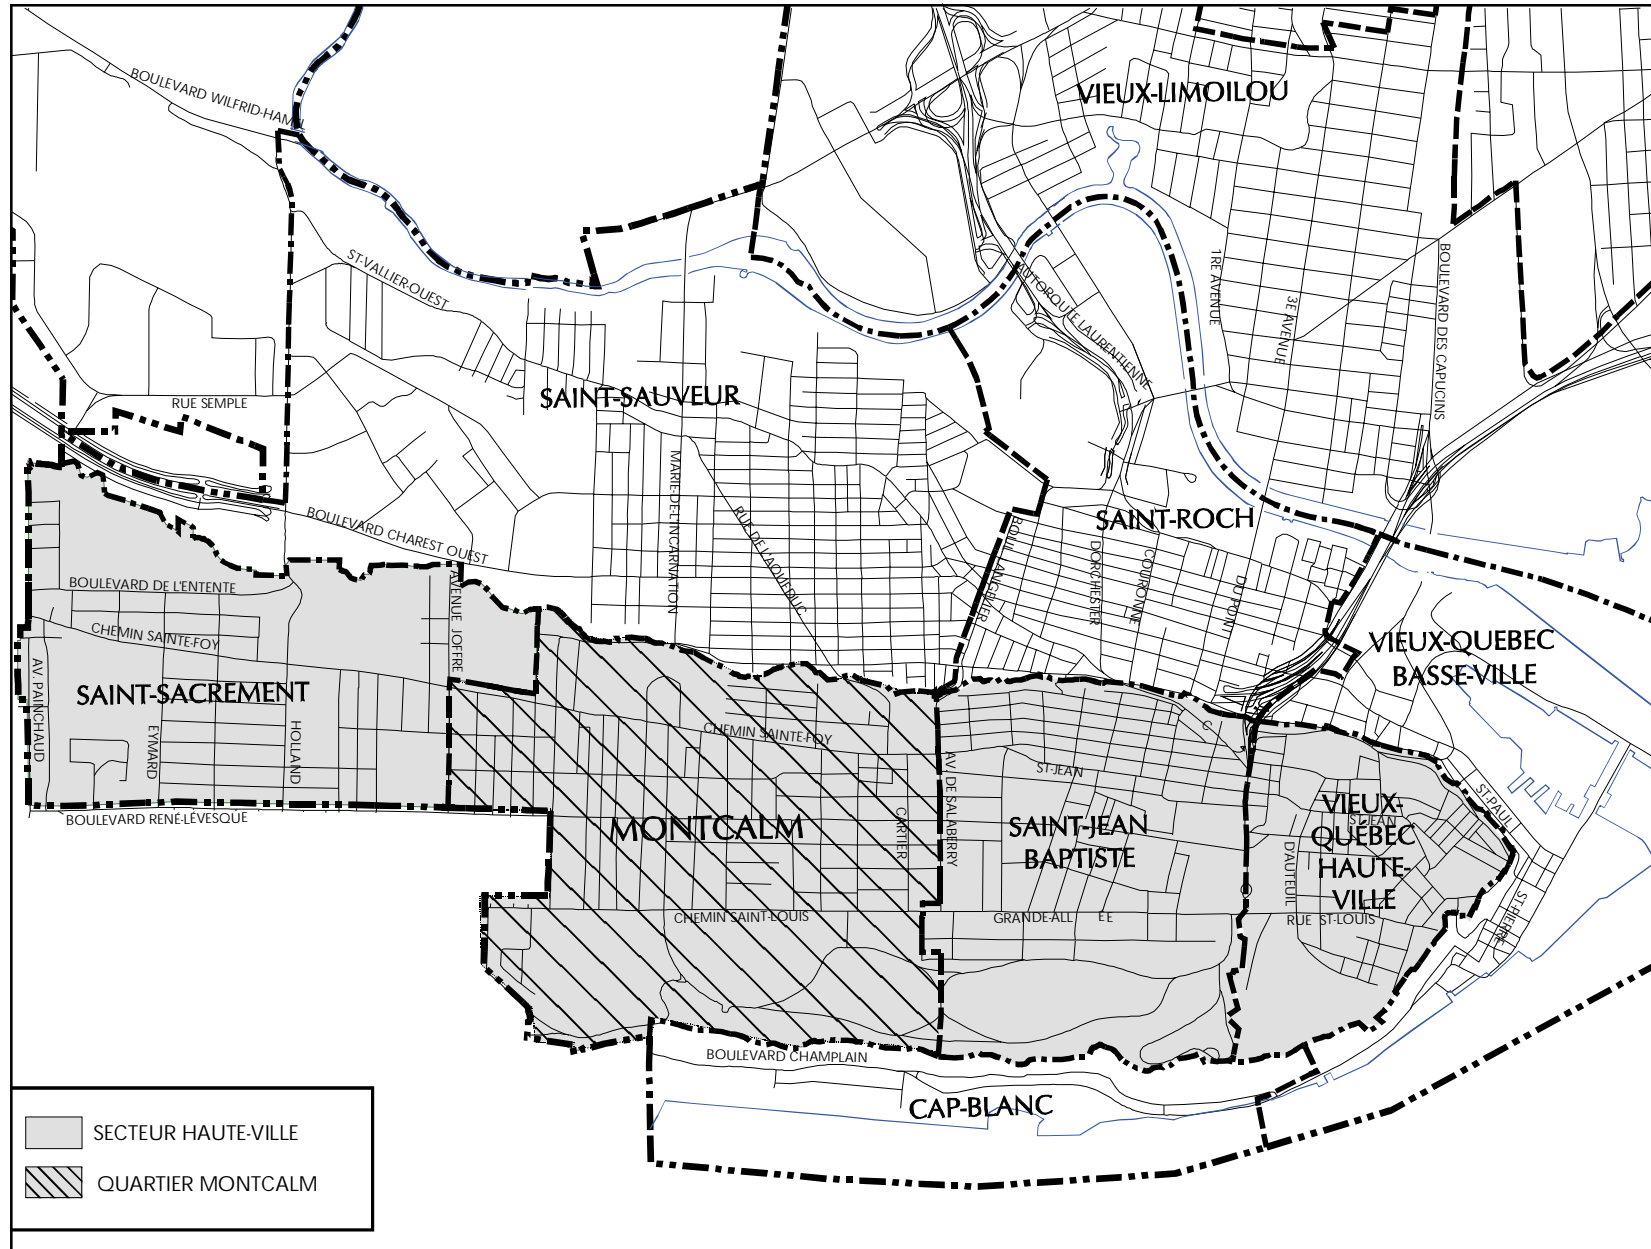 BOULEVARD WILFRID-HAMEL
VIEUX-LIMOILOU
ST-VALLIER-OUEST
AUTOROUTE LAURENTIENNE
1RE AVENUE
3E AVENUE
BOULEVARD DES CAPUCINS
SAINT-SAUVEUR
RUE SEMPLE
BOULEVARD CHAREST OUEST
MARIE-DE-L'INCARNATION
RUE DE L'AQUEDUC
SAINT-ROCH
BOUL. LANGELIER
DORCHESTER
COURONNE
DU PONT
BOULEVARD DE L'ENTENTE
AVENUE JOFFRE
CHEMIN SAINTE-FOY
VIEUX-QUEBEC
BASSE-VILLE
AV. PAINCHAUD
SAINT-SACREMENT
EYMARD
HOLLAND
CHEMIN SAINTE-FOY
AV. DE SALABERRY
ST-JEAN
ST-PAUL
BOULEVARD RENÉ-LÉVESQUE
MONTCALM
CARTIER
SAINT-JEAN
BAPTISTE
VIEUX-
ST-JEAN
QUÉBEC
HAUTE-
VILLE
D'AUTEUIL
CHEMIN SAINT-LOUIS
GRANDE-ALLEE
RUE ST-LOUIS
ST-PIERRE
BOULEVARD CHAMPLAIN
CAP-BLANC
SECTEUR HAUTE-VILLE
QUARTIER MONTCALM